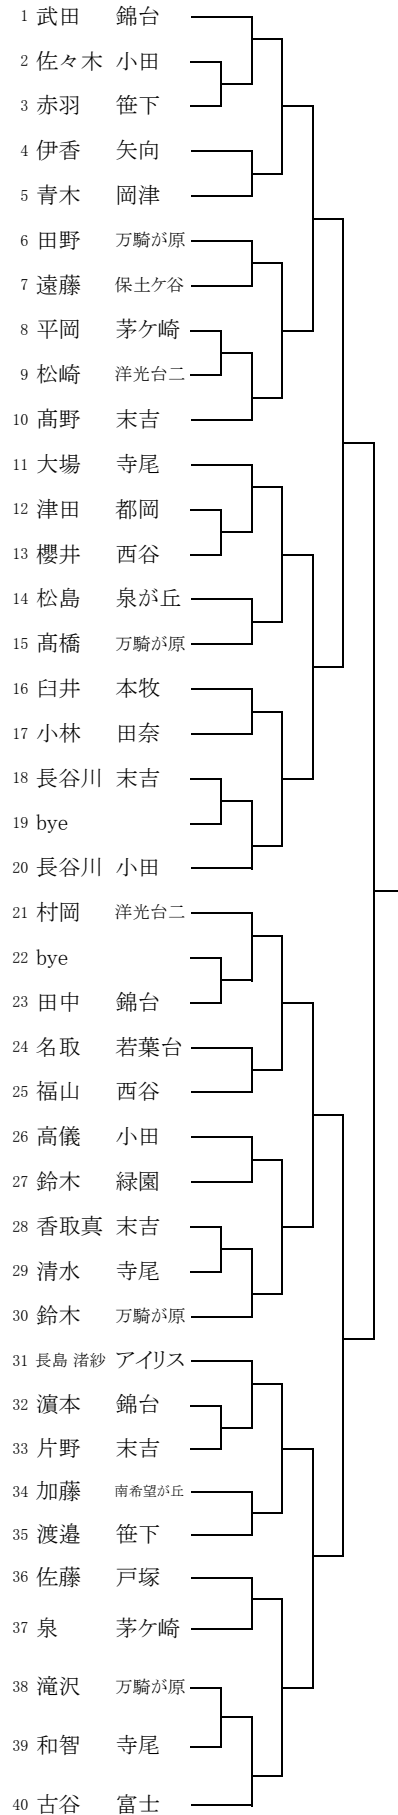 1 武田 錦台
2 佐々木 小田
3 赤羽 笹下
4 伊香 矢向
5 青木 岡津
6 田野 万騎が原
7 遠藤 保土ケ谷
8 平岡 茅ケ崎
9 松崎 洋光台二
10 髙野 末吉
11 大場 寺尾
12 津田 都岡
13 櫻井 西谷
14 松島 泉が丘
15 髙橋 万騎が原
16 臼井 本牧
17 小林 田奈
18 長谷川 末吉
19 bye
20 長谷川 小田
21 村岡 洋光台二
22 bye
23 田中 錦台
24 名取 若葉台
25 福山 西谷
26 高儀 小田
27 鈴木 緑園
28 香取真 末吉
29 清水 寺尾
30 鈴木 万騎が原
31 長島 渚紗 アイリス
32 濵本 錦台
33 片野 末吉
34 加藤 南希望が丘
35 渡邉 笹下
36 佐藤 戸塚
37 泉 茅ケ崎
38 滝沢 万騎が原
39 和智 寺尾
40 古谷 富士